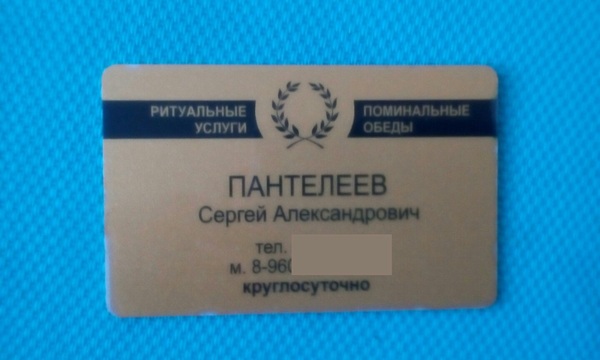 РИТУАЛЬНЫЕ
УСЛУГИ
ПОМИНАЛЬНЫЕ
ОБЕДЫ
ПАНТЕЛЕЕВ
Сергей Александрович
тел.
м. 8-960
круглосуточно